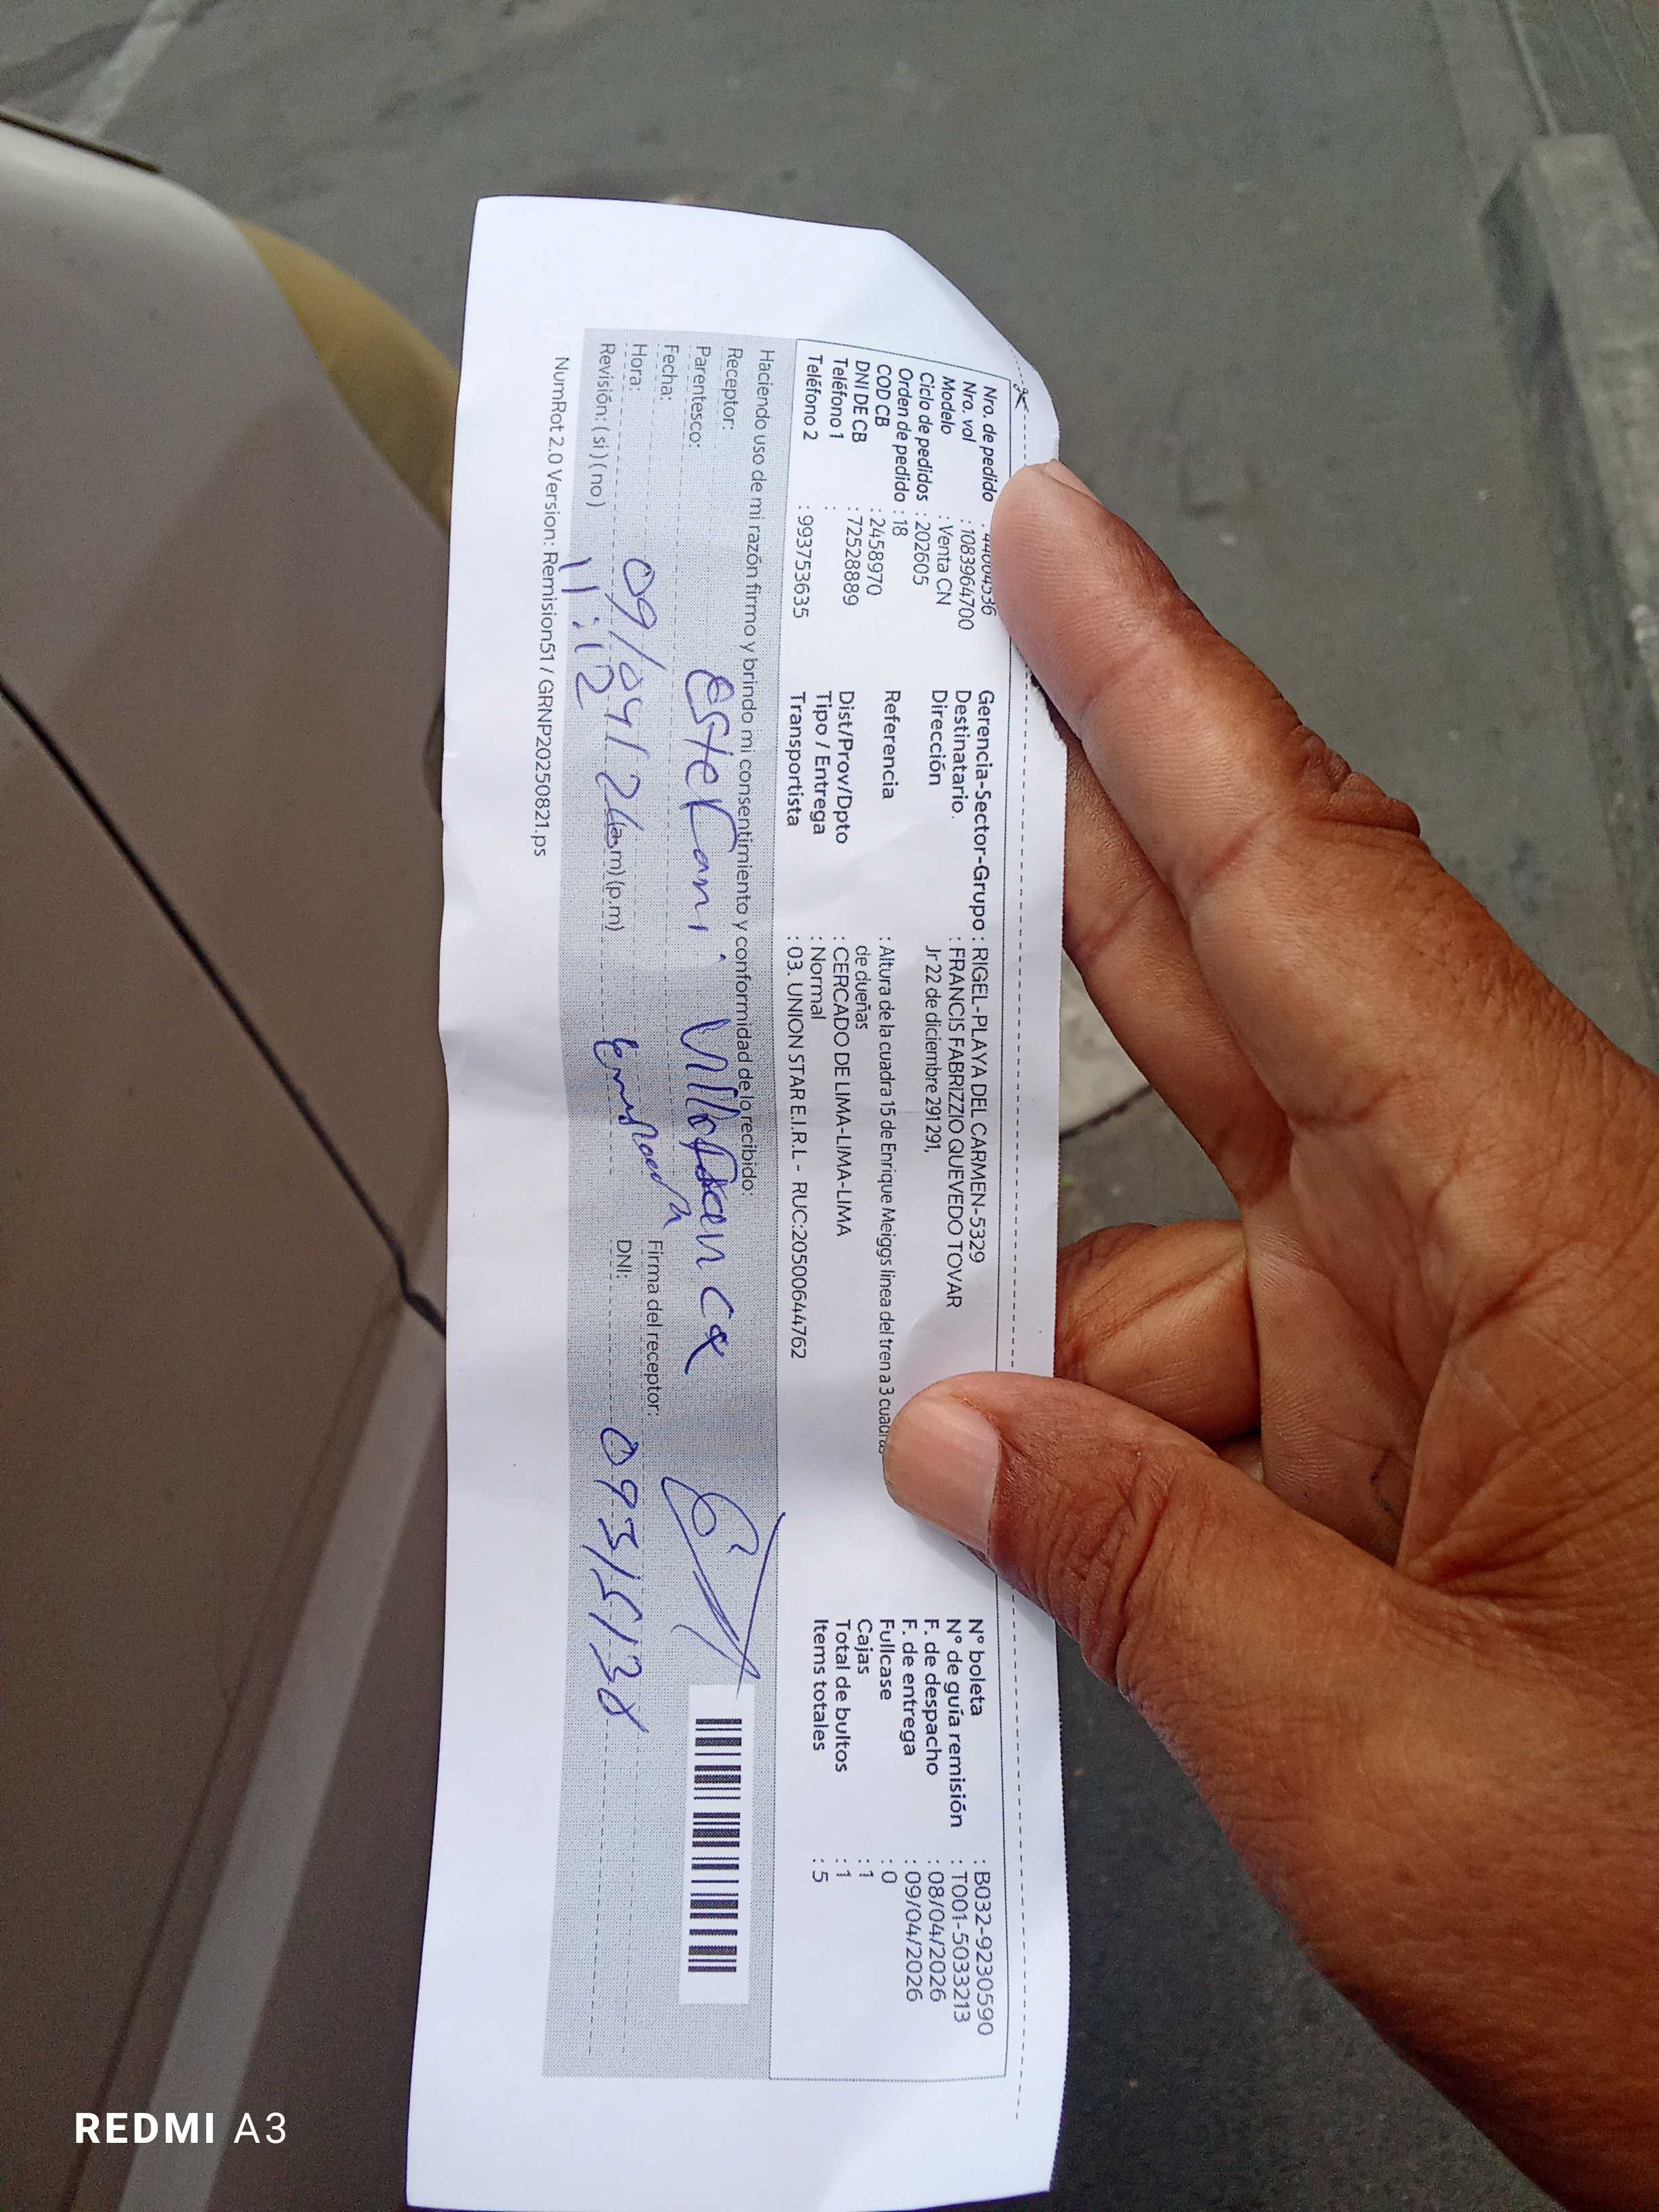 Nro. de pedido
Nro. vol : 1083964700
Modelo : Venta CN
Ciclo de pedidos : 202605
Orden de pedido : 18
COD CB : 2458970
DNI DE CB : 72528889
Teléfono 1 :
Teléfono 2 : 993753635
Gerencia-Sector-Grupo : RIGEL-PLAYA DEL CARMEN-5329
Destinatario. : FRANCIS FABRIZZIO QUEVEDO TOVAR
Dirección Jr 22 de diciembre 291 291,
Referencia : Altura de la cuadra 15 de Enrique Meiggs linea del tren a 3 cuadras
de dueñas
Dist/Prov/Dpto : CERCADO DE LIMA-LIMA-LIMA
Tipo / Entrega : Normal
Transportista : 03. UNION STAR E.I.R.L - RUC:20500644762
N° boleta : B032-9230590
N° de guía remisión : T001-5033213
F. de despacho : 08/04/2026
F. de entrega : 09/04/2026
Fullcase : 0
Cajas : 1
Total de bultos : 1
Items totales : 5
Haciendo uso de mi razón firmo y brindo mi consentimiento y conformidad de lo recibido:
Receptor:
Parentesco:
Fecha: 09/04/26
Hora: 11:12 (a.m) (p.m)
Revisión: ( si ) ( no )
Firma del receptor:
DNI: 09315138
NumRot 2.0 Version: Remision51 / GRNP20250821.ps
REDMI A3